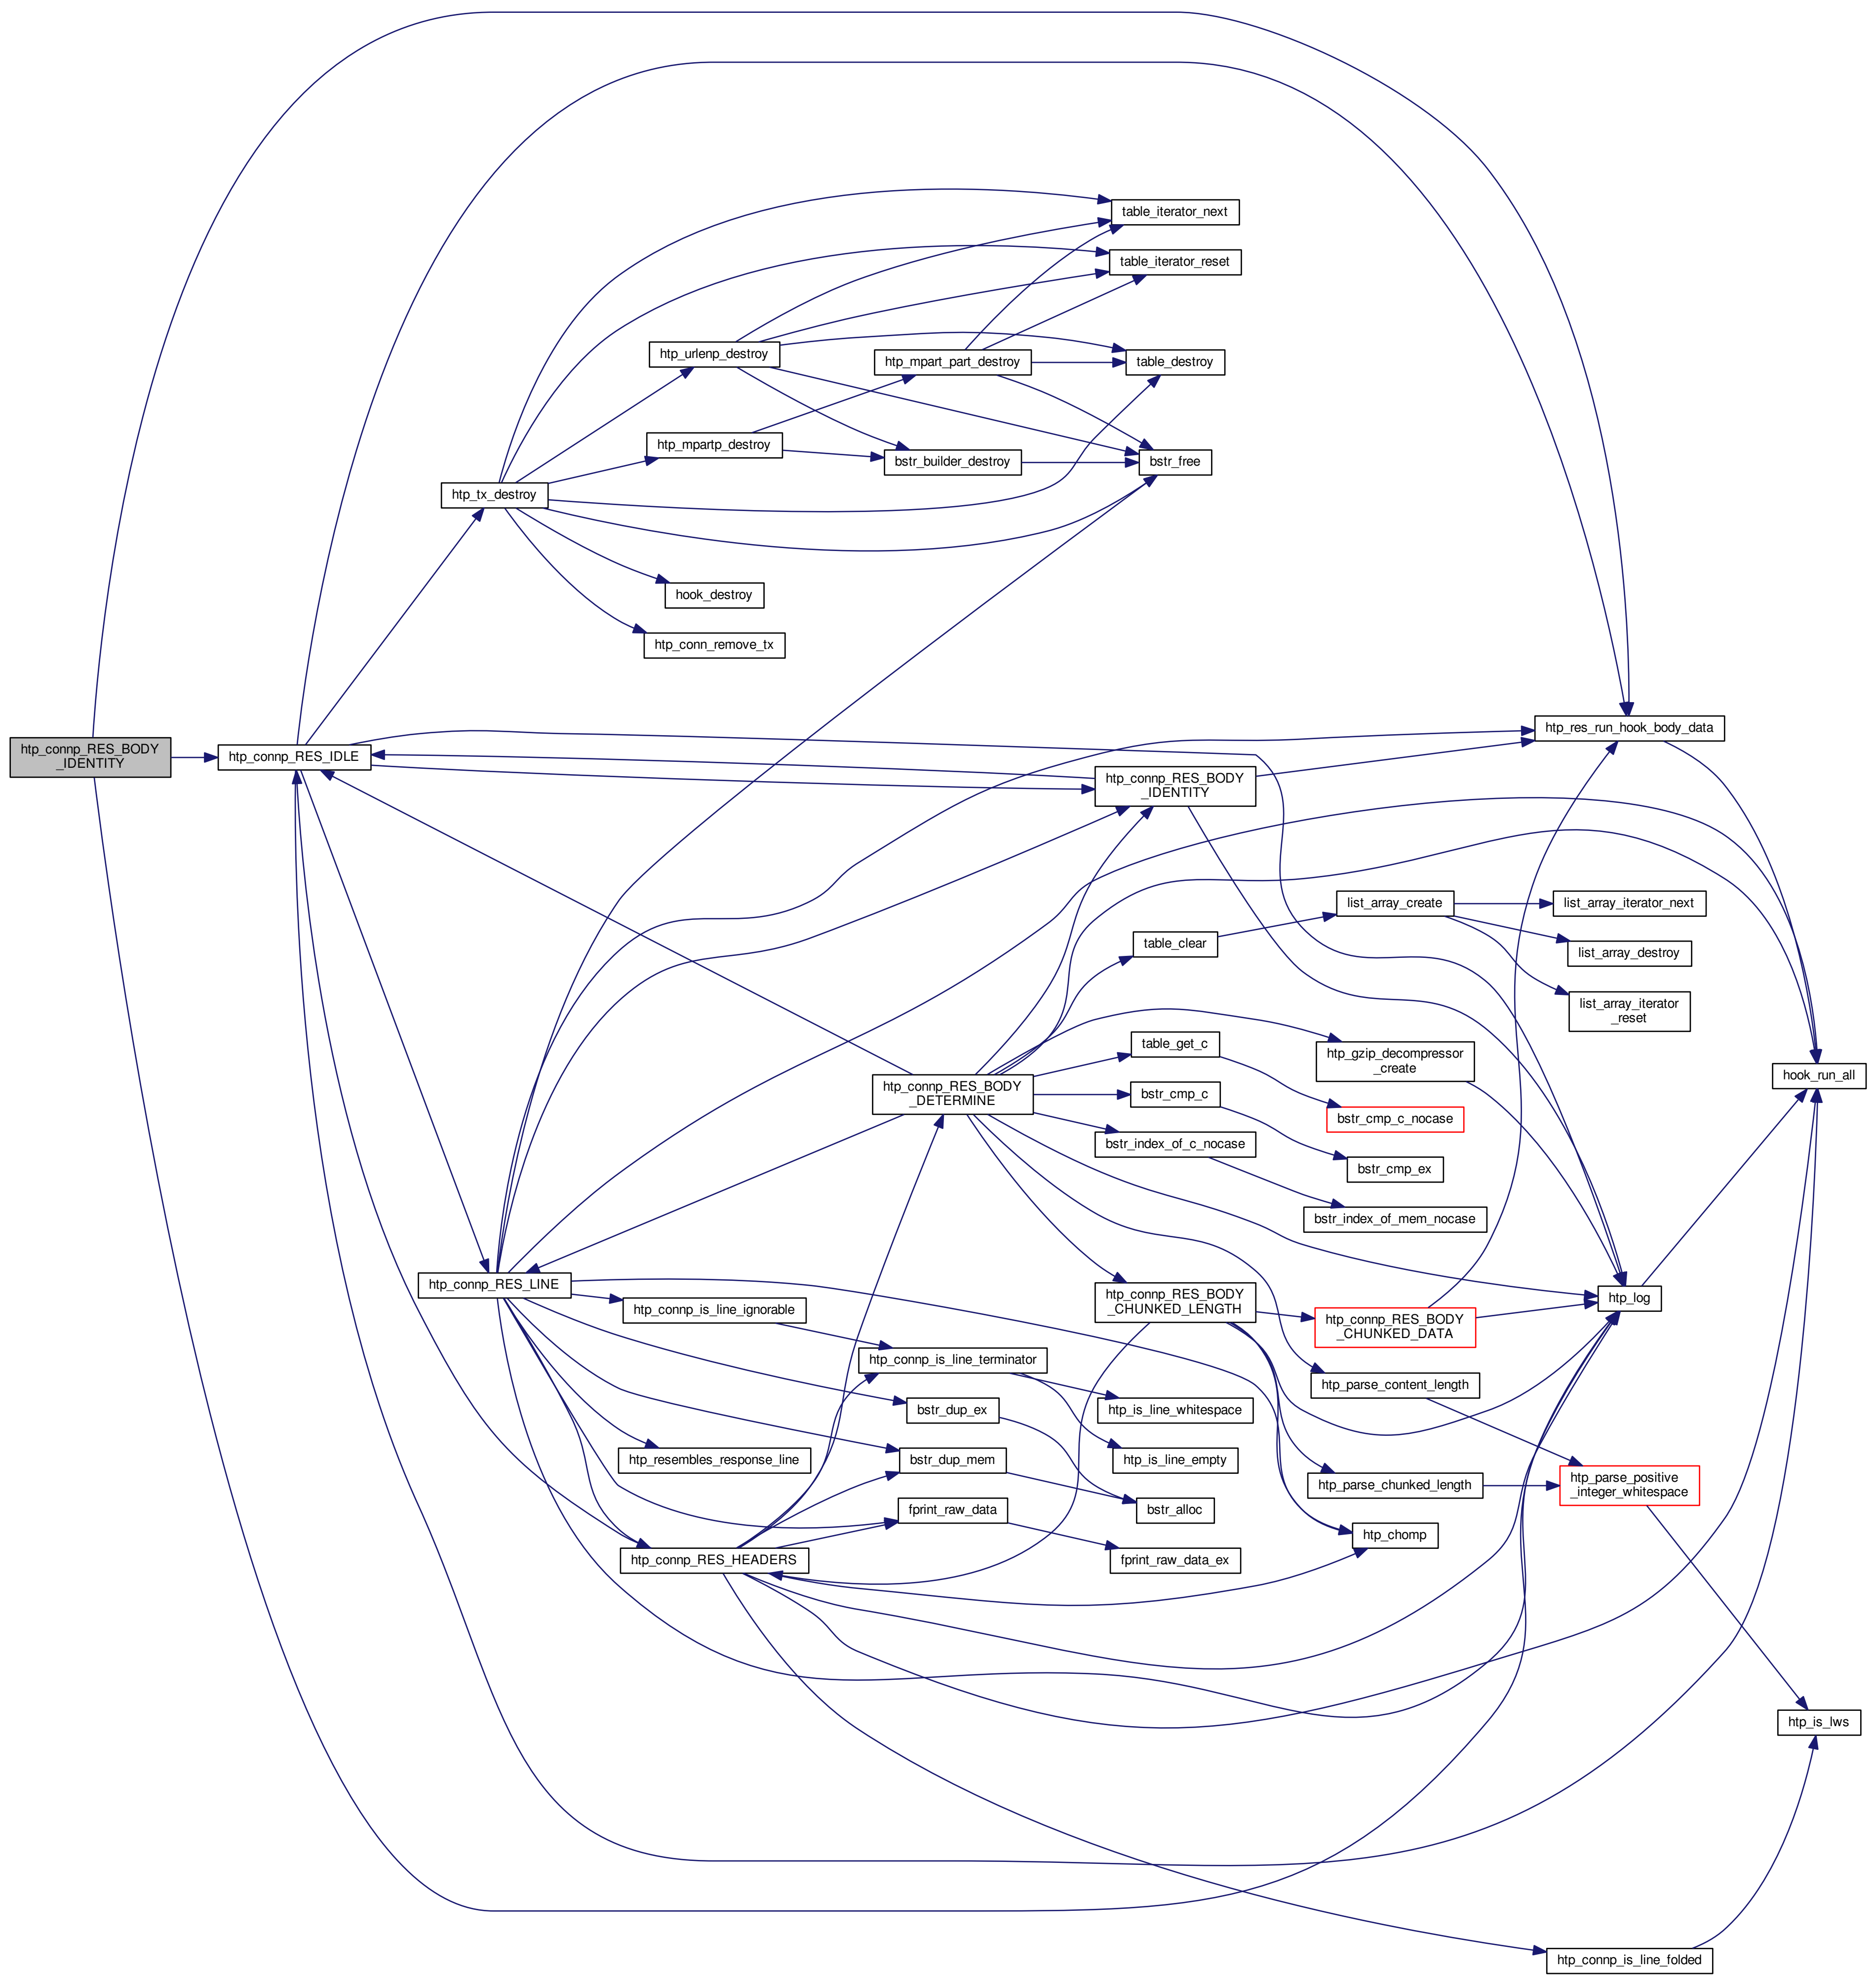 table_iterator_next
table_iterator_reset
htp_urlenp_destroy
htp_mpart_part_destroy
table_destroy
htp_mpartp_destroy
bstr_builder_destroy
bstr_free
htp_tx_destroy
hook_destroy
htp_conn_remove_tx
htp_res_run_hook_body_data
htp_connp_RES_BODY
_IDENTITY
htp_connp_RES_IDLE
htp_connp_RES_BODY
_IDENTITY
list_array_create
list_array_iterator_next
table_clear
list_array_destroy
list_array_iterator
_reset
table_get_c
htp_gzip_decompressor
_create
hook_run_all
htp_connp_RES_BODY
_DETERMINE
bstr_cmp_c
bstr_cmp_c_nocase
bstr_index_of_c_nocase
bstr_cmp_ex
bstr_index_of_mem_nocase
htp_connp_RES_LINE
htp_connp_RES_BODY
_CHUNKED_LENGTH
htp_log
htp_connp_is_line_ignorable
htp_connp_RES_BODY
_CHUNKED_DATA
htp_connp_is_line_terminator
htp_parse_content_length
bstr_dup_ex
htp_is_line_whitespace
htp_resembles_response_line
bstr_dup_mem
htp_is_line_empty
htp_parse_chunked_length
htp_parse_positive
_integer_whitespace
fprint_raw_data
bstr_alloc
htp_chomp
htp_connp_RES_HEADERS
fprint_raw_data_ex
htp_is_lws
htp_connp_is_line_folded